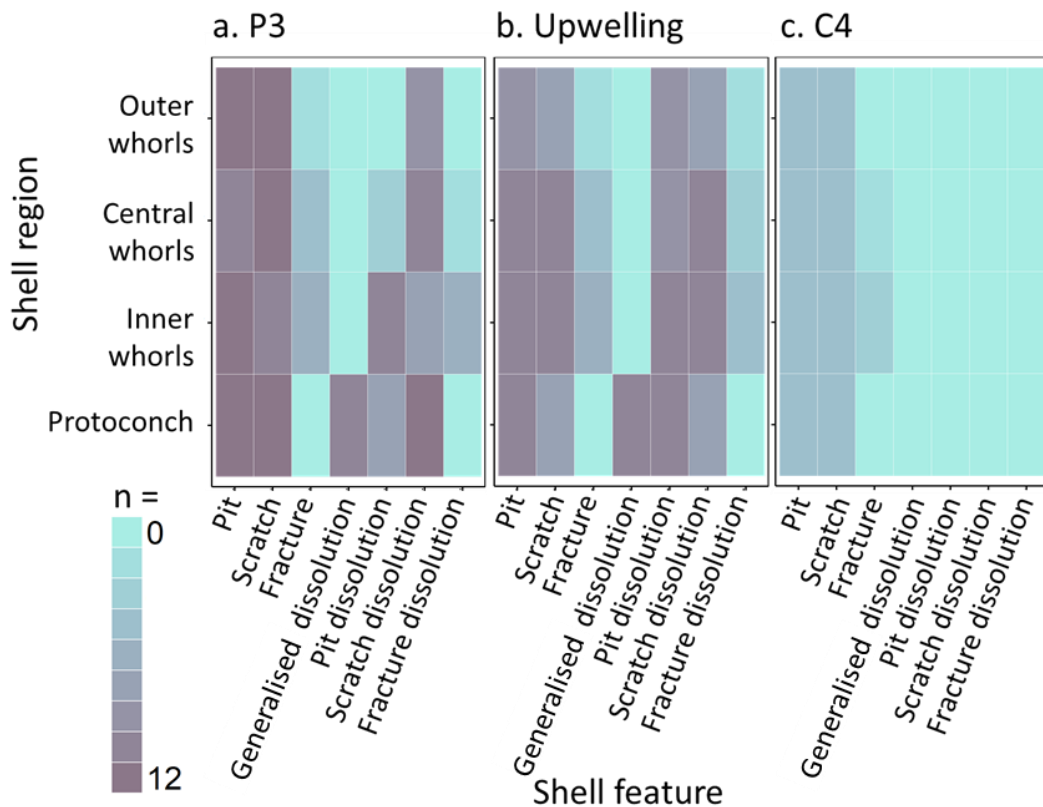 a. P3
b. Upwelling
c. C4
Shell region
Outer
whorls
Central
whorls
Inner
whorls
Protoconch
n =
0
12
Pit
Scratch
Fracture
Generalised dissolution
Pit dissolution
Scratch dissolution
Fracture dissolution
Pit
Scratch
Fracture
Generalised dissolution
Pit dissolution
Scratch dissolution
Fracture dissolution
Pit
Scratch
Fracture
Generalised dissolution
Pit dissolution
Scratch dissolution
Fracture dissolution
Shell feature